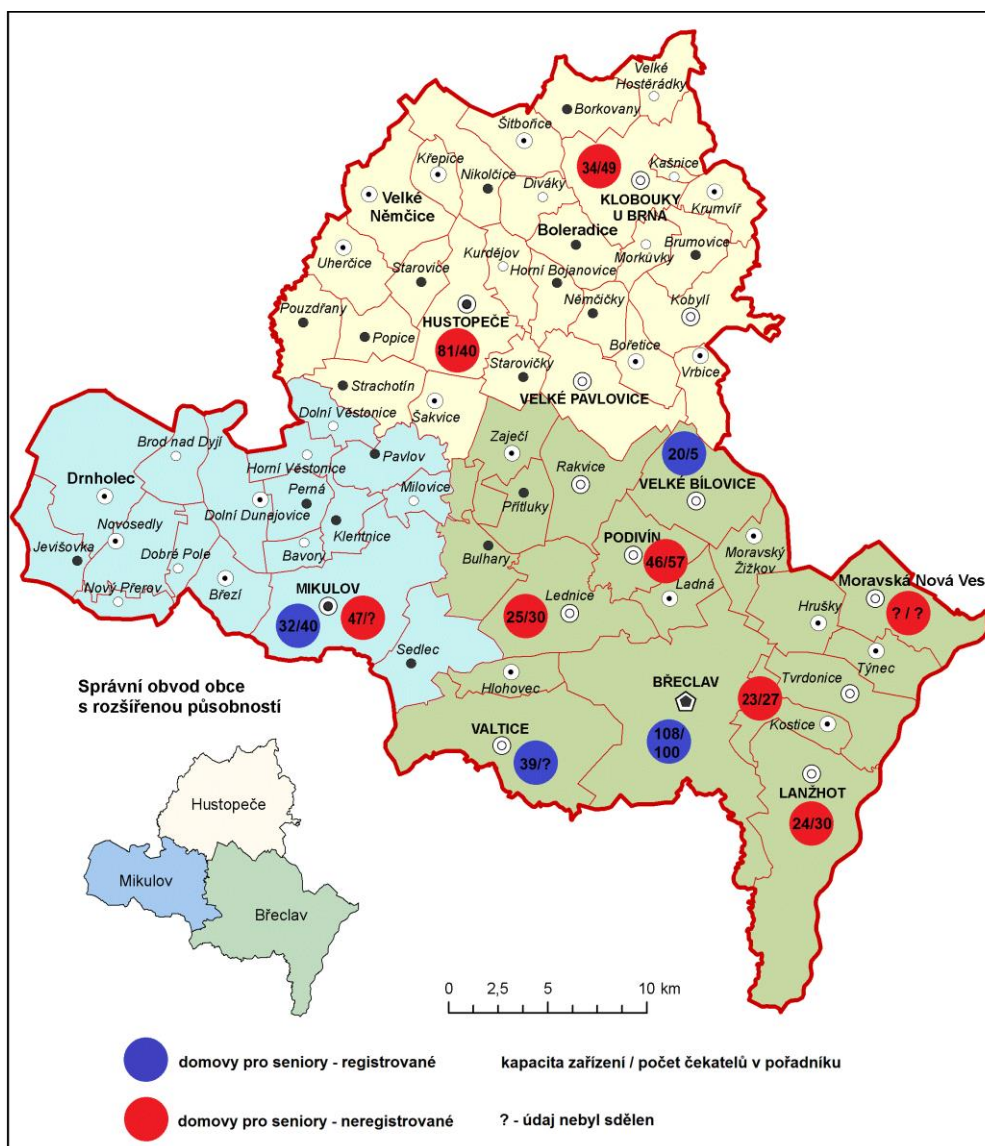 Velké
Hostěrádky
Borkovany
Šitbořice
34/49
Kašnice
Křepice
Nikolčice
Diváky
KLOBOUKY
U BRNA
Krumvíř
Velké
Němčice
Boleradice
Brumovice
Morkůvky
Kurdějov
Uherčice
Starovice
Horní Bojanovice
Němčičky
Kobylí
Pouzdřany
HUSTOPEČE
Popice
81/40
Bořetice
Vrbice
Starovičky
Strachotín
VELKÉ PAVLOVICE
Šakvice
Dolní Věstonice
Brod nad Dyjí
Zaječí
20/5
Pavlov
Rakvice
Horní Věstonice
VELKÉ BÍLOVICE
Drnholec
Perná
Milovice
Přítluky
Dolní Dunajovice
Novosedly
Klentnice
PODIVÍN
Moravský
Žižkov
Jevišovka
Dobré Pole
Bavory
Bulhary
46/57
Ladná
Moravská Nová Ves
Nový Přerov
Březí
MIKULOV
Lednice
25/30
Hrušky
? / ?
32/40
47/?
Sedlec
Týnec
Hlohovec
BŘECLAV
Tvrdonice
23/27
Kostice
Správní obvod obce
s rozšířenou působností
VALTICE
39/?
108/
100
LANŽHOT
24/30
Hustopeče
Mikulov
Břeclav
0 2,5 5 10 km
domovy pro seniory - registrované
kapacita zařízení / počet čekatelů v pořadníku
domovy pro seniory - neregistrované
? - údaj nebyl sdělen